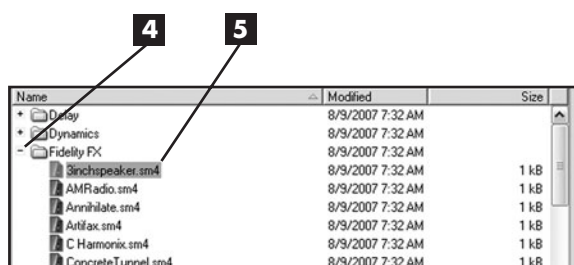 4 5
Name Modified Size
+ Delay 8/9/2007 7:32 AM
+ Dynamics 8/9/2007 7:32 AM
- Fidelity FX 8/9/2007 7:32 AM
3inchspeaker.sm4 8/9/2007 7:32 AM 1 kB
AMRadio.sm4 8/9/2007 7:32 AM 1 kB
Annihilate.sm4 8/9/2007 7:32 AM 1 kB
Artifax.sm4 8/9/2007 7:32 AM 1 kB
C Harmonix.sm4 8/9/2007 7:32 AM 1 kB
ConcreteTunnel.sm4 8/9/2007 7:32 AM 1 kB